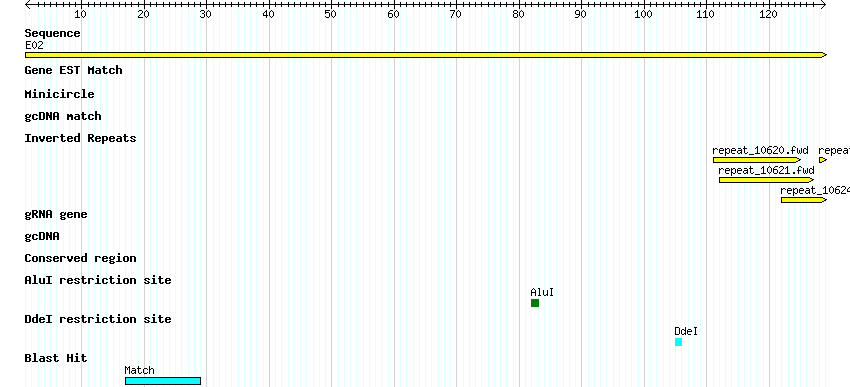 10 20 30 40 50 60 70 80 90 100 110 120
Sequence
E02
Gene EST Match
Minicircle
gcDNA match
Inverted Repeats
repeat_10620.fwd repeat
repeat_10621.fwd
repeat_10624
gRNA gene
gcDNA
Conserved region
AluI restriction site
AluI
DdeI restriction site
DdeI
Blast Hit
Match